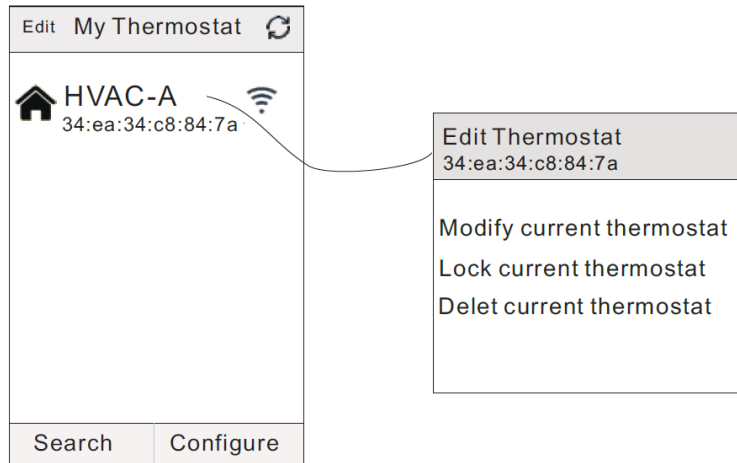 Edit My Thermostat
HVAC-A
34:ea:34:c8:84:7a
Search Configure
Edit Thermostat
34:ea:34:c8:84:7a
Modify current thermostat
Lock current thermostat
Delet current thermostat